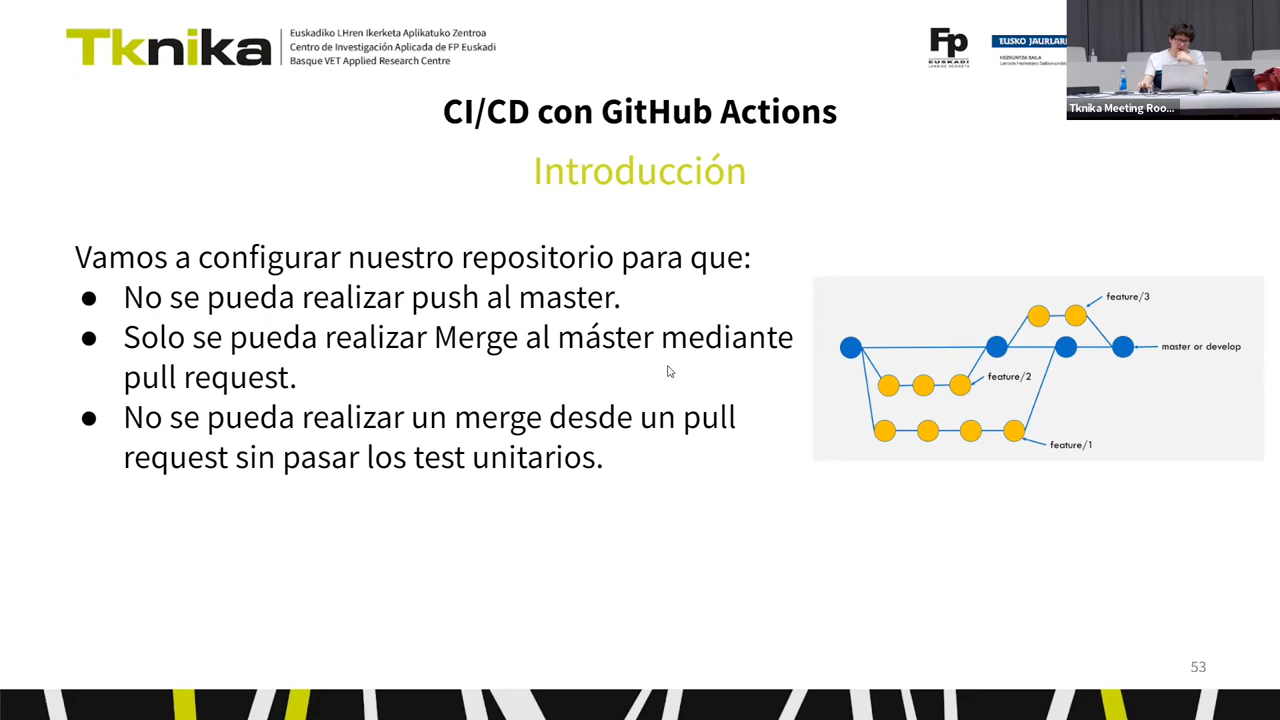 Tknika
Euskadiko LHren Ikerketa Aplikatuko Zentroa
Centro de Investigación Aplicada de FP Euskadi
Basque VET Applied Research Centre
Fp
EUSKADI
LANBIDE HEZIKETA
EUSKO JAURLARI
HEZKUNTZA SAILA
Tknika Meeting Roo...
CI/CD con GitHub Actions
Introducción
Vamos a configurar nuestro repositorio para que:
● No se pueda realizar push al master.
● Solo se pueda realizar Merge al máster mediante
pull request.
● No se pueda realizar un merge desde un pull
request sin pasar los test unitarios.
feature/3
master or develop
feature/2
feature/1
53